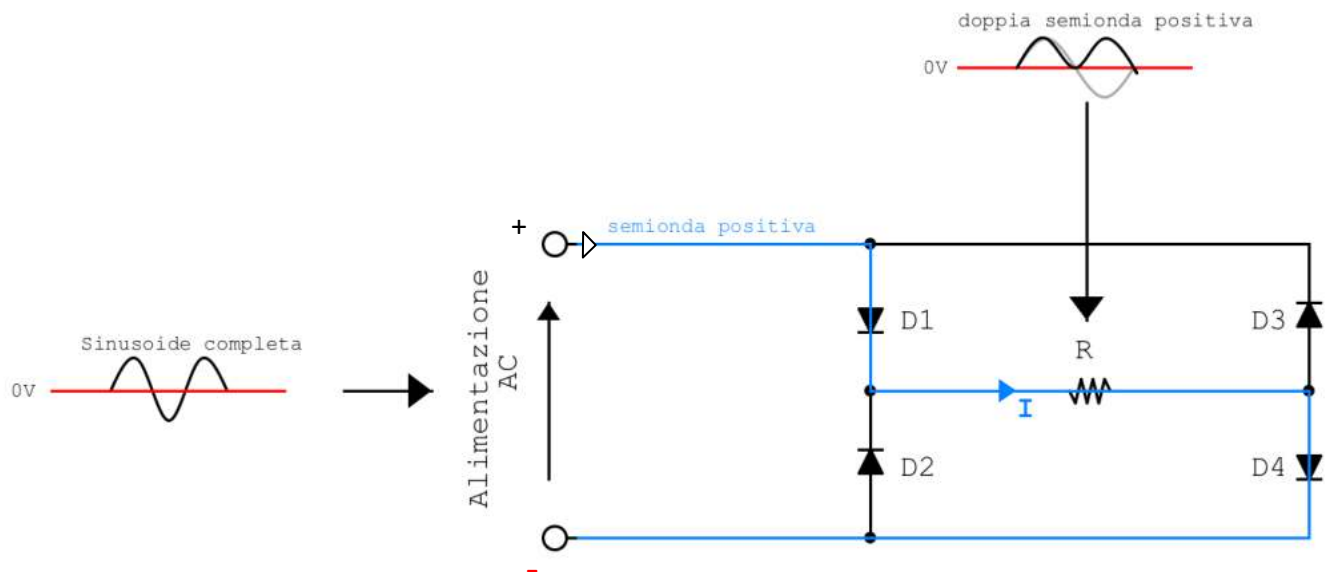 doppia semionda positiva
0V
+
semionda positiva
Alimentazione
AC
D1
D3
R
Sinusoide completa
0V
I
D2
D4
-